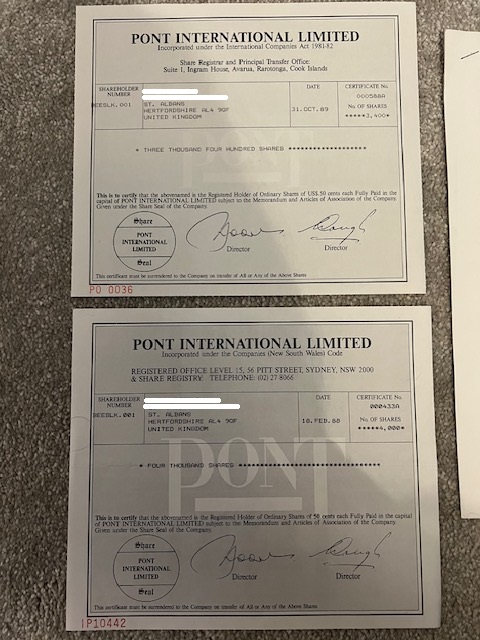 PONT INTERNATIONAL LIMITED
Incorporated under the International Companies Act 1981-82
Share Registrar and Principal Transfer Office:
Suite 1, Ingram House, Avarua, Rarotonga, Cook Islands
SHAREHOLDER NUMBER
DATE
CERTIFICATE No.
BEESLK.001
ST. ALBANS
HERTFORDSHIRE AL4 9GF
UNITED KINGDOM
31.OCT.89
000588A
No. OF SHARES
*****3,400*
* THREE THOUSAND FOUR HUNDRED SHARES *******************
This is to certify that the abovenamed is the Registered Holder of Ordinary Shares of US$.50 cents each Fully Paid in the
capital of PONT INTERNATIONAL LIMITED subject to the Memorandum and Articles of Association of the Company.
Given under the Share Seal of the Company.
Share
PONT
INTERNATIONAL
LIMITED
Seal
Director
Director
This certificate must be surrendered to the Company on transfer of All or Any of the Above Shares
PO 0036
PONT INTERNATIONAL LIMITED
Incorporated under the Companies (New South Wales) Code
REGISTERED OFFICE LEVEL 15, 56 PITT STREET, SYDNEY, NSW 2000
& SHARE REGISTRY TELEPHONE: (02) 27 8066
SHAREHOLDER NUMBER
DATE
CERTIFICATE No.
BEESLK.001
ST. ALBANS
HERTFORDSHIRE AL4 9GF
UNITED KINGDOM
000433A
No. OF SHARES
*****4,000*
PONT
* FOUR THOUSAND SHARES *******************
This is to certify that the abovenamed is the Registered Holder of Ordinary Shares of 50 cents each Fully Paid in the capital
of PONT INTERNATIONAL LIMITED subject to the Memorandum and Articles of Association of the Company.
Given under the Share Seal of the Company.
Share
PONT
INTERNATIONAL
LIMITED
Seal
Director
Director
This certificate must be surrendered to the Company on transfer of All or Any of the Above Shares
IP10442